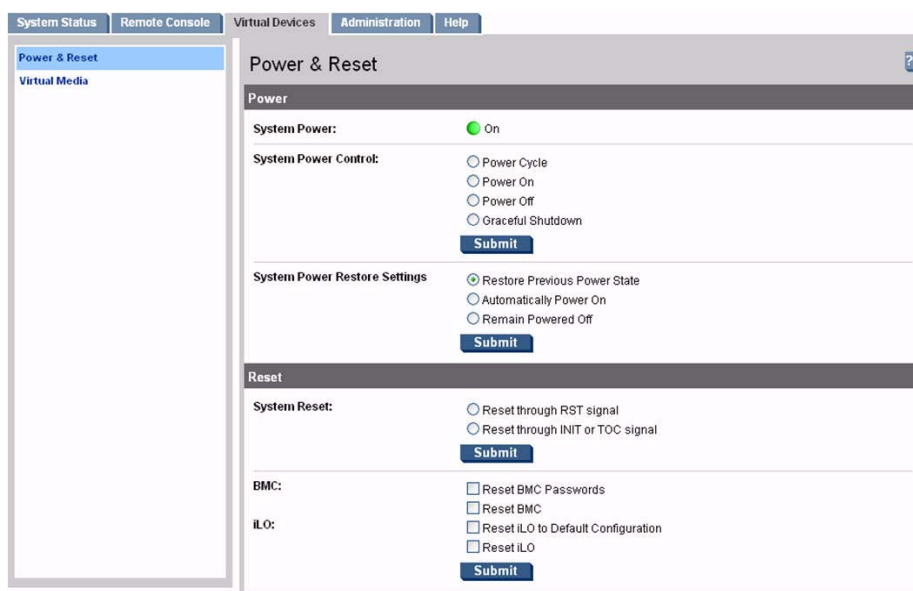 System Status Remote Console Virtual Devices Administration Help
Power & Reset
Virtual Media
Power & Reset
?
Power
System Power: On
System Power Control: Power Cycle
Power On
Power Off
Graceful Shutdown
Submit
System Power Restore Settings Restore Previous Power State
Automatically Power On
Remain Powered Off
Submit
Reset
System Reset: Reset through RST signal
Reset through INIT or TOC signal
Submit
BMC: Reset BMC Passwords
Reset BMC
iLO: Reset iLO to Default Configuration
Reset iLO
Submit